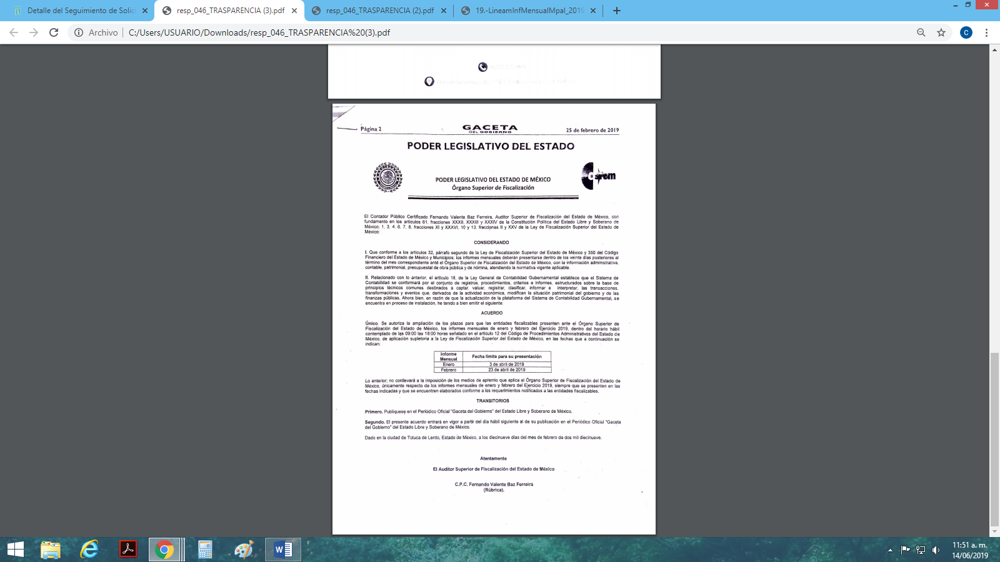 Detalle del Seguimiento de Solici
resp_046_TRASPARENCIA (3).pdf
resp_046_TRASPARENCIA (2).pdf
19.-LineamInfMensualMpal_2019
Archivo
C:/Users/USUARIO/Downloads/resp_046_TRASPARENCIA%20(3).pdf
C
Página 2
GACETA
DEL GOBIERNO
25 de febrero de 2019
PODER LEGISLATIVO DEL ESTADO
PODER LEGISLATIVO DEL ESTADO DE MÉXICO
Órgano Superior de Fiscalización
osfem
El Contador Público Certificado Fernando Valente Baz Ferreira, Auditor Superior de Fiscalización del Estado de México, con
fundamento en los artículos 61, fracciones XXXII, XXXIII y XXXIV de la Constitución Política del Estado Libre y Soberano de
México; 1, 3, 4, 6, 7, 8, fracciones XI y XXXVI, 10 y 13, fracciones II y XXV de la Ley de Fiscalización Superior del Estado de
México:
CONSIDERANDO
I. Que conforme a los artículos 32, párrafo segundo de la Ley de Fiscalización Superior del Estado de México y 350 del Código
Financiero del Estado de México y Municipios; los informes mensuales deberán presentarse dentro de los veinte días posteriores al
término del mes correspondiente anté el Órgano Superior de Fiscalización del Estado de México, con la información administrativa,
contable, patrimonial, presupuestal de obra pública y de nómina, atendiendo la normativa vigente aplicable.
II. Relacionado con lo anterior, el artículo 18, de la Ley General de Contabilidad Gubernamental establece que el Sistema de
Contabilidad se conformará por el conjunto de registros, procedimientos, criterios e informes, estructurados sobre la base de
principios técnicos comunes destinados a captar, valuar, registrar, clasificar, informar e interpretar, las transacciones,
transformaciones y eventos que, derivados de la actividad económica, modifican la situación patrimonial del gobierno y de las
finanzas públicas. Ahora bien, en razón de que la actualización de la plataforma del Sistema de Contabilidad Gubernamental, se
encuentra en proceso de instalación, he tenido a bien emitir el siguiente:
ACUERDO
Único. Se autoriza la ampliación de los plazos para que las entidades fiscalizables presenten ante el Órgano Superior de
Fiscalización del Estado de México, los informes mensuales de enero y febrero del Ejercicio 2019, dentro del horario hábil
contemplado de las 09:00 las 18:00 horas señalado en el artículo 12 del Código de Procedimientos Administrativos del Estado de
México, de aplicación supletoria a la Ley de Fiscalización Superior del Estado de México, en las fechas que a continuación se
indican:
Informe Mensual | Fecha límite para su presentación
Enero | 3 de abril de 2019
Febrero | 23 de abril de 2019
Lo anterior; no conllevará a la imposición de los medios de apremio que aplica el Órgano Superior de Fiscalización del Estado de
México, únicamente respecto de los informes mensuales de enero y febrero del Ejercicio 2019, siempre que se presenten en las
fechas indicadas y que se encuentren elaborados conforme a los requerimientos notificados a las entidades fiscalizables.
TRANSITORIOS
Primero. Publíquese en el Periódico Oficial "Gaceta del Gobierno" del Estado Libre y Soberano de México.
Segundo. El presente acuerdo entrará en vigor a partir del día hábil siguiente al de su publicación en el Periódico Oficial "Gaceta
del Gobierno" del Estado Libre y Soberano de México.
Dado en la ciudad de Toluca de Lerdo, Estado de México, a los diecinueve días del mes de febrero de dos mil diecinueve.
Atentamente
El Auditor Superior de Fiscalización del Estado de México
C.P.C. Fernando Valente Baz Ferreira
(Rúbrica).
11:51 a. m.
14/06/2019